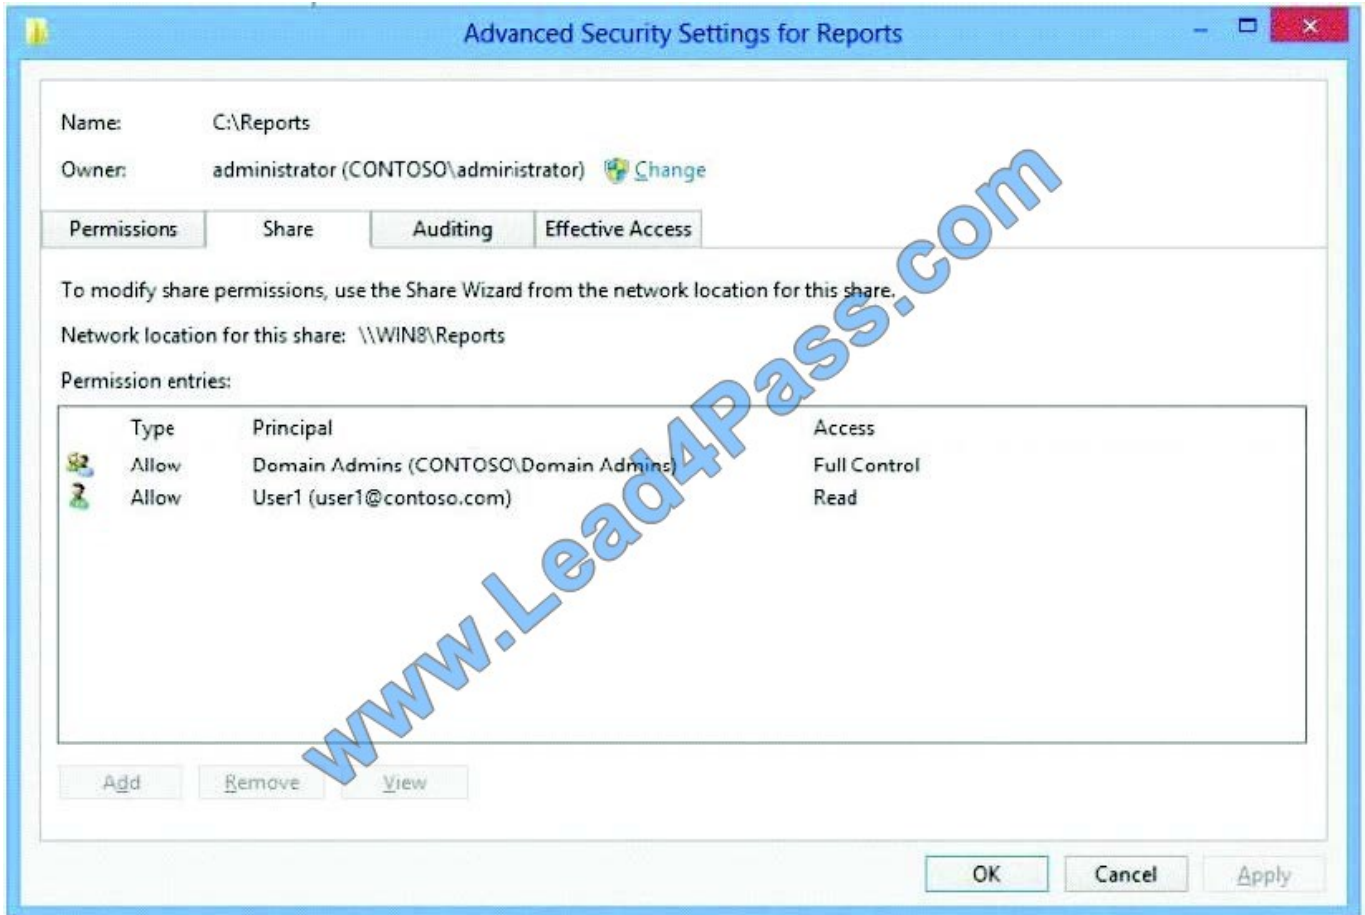 Advanced Security Settings for Reports
Name: C:\Reports
Owner: administrator (CONTOSO\administrator) Change
Permissions Share Auditing Effective Access
To modify share permissions, use the Share Wizard from the network location for this share.
Network location for this share: \\WIN8\Reports
Permission entries:
Type Principal Access
Allow Domain Admins (CONTOSO\Domain Admins) Full Control
Allow User1 (user1@contoso.com) Read
Add Remove View
OK Cancel Apply
www.Lead4Pass.com